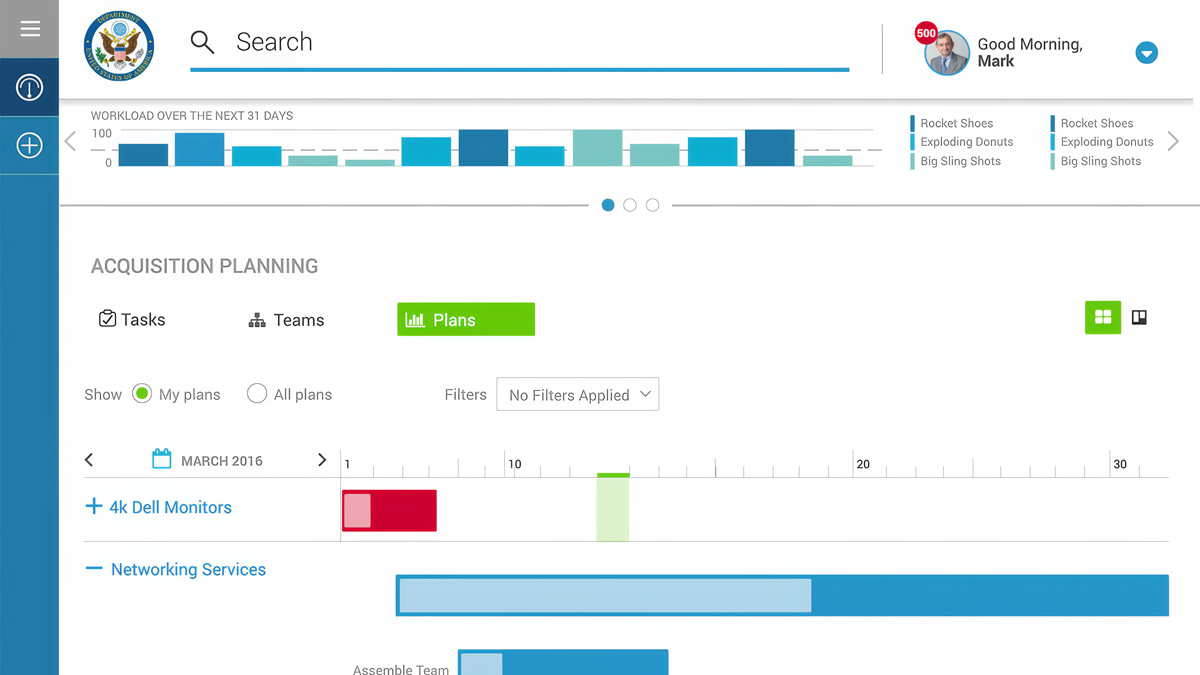 DEPARTMENT
UNITED STATES OF AMERICA
Search
500
Good Morning,
Mark
WORKLOAD OVER THE NEXT 31 DAYS
100
0
Rocket Shoes
Exploding Donuts
Big Sling Shots
Rocket Shoes
Exploding Donuts
Big Sling Shots
ACQUISITION PLANNING
Tasks
Teams
Plans
Show
My plans
All plans
Filters
No Filters Applied
MARCH 2016
1
10
20
30
4k Dell Monitors
Networking Services
Assemble Team